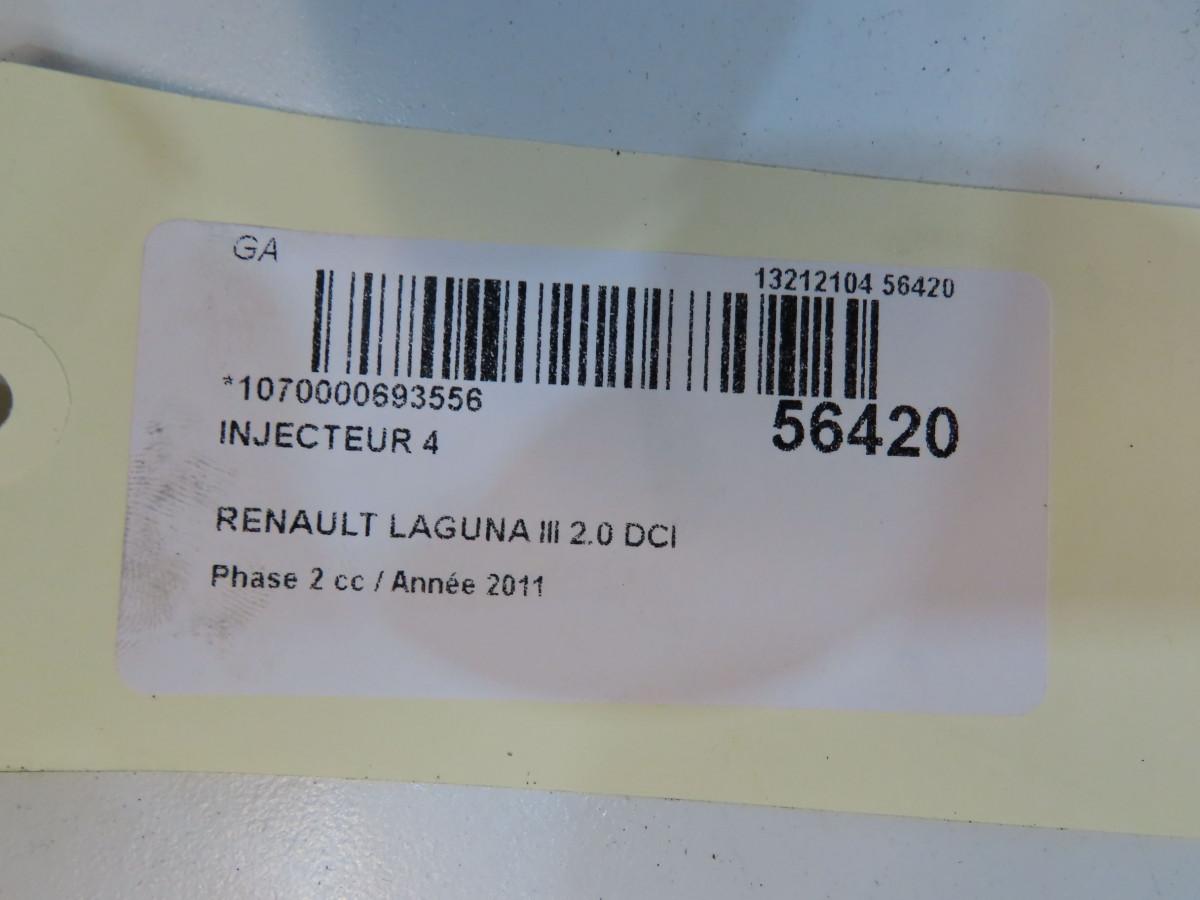 GA
13212104 56420
*1070000693556
56420
INJECTEUR 4
RENAULT LAGUNA III 2.0 DCI
Phase 2 cc / Année 2011